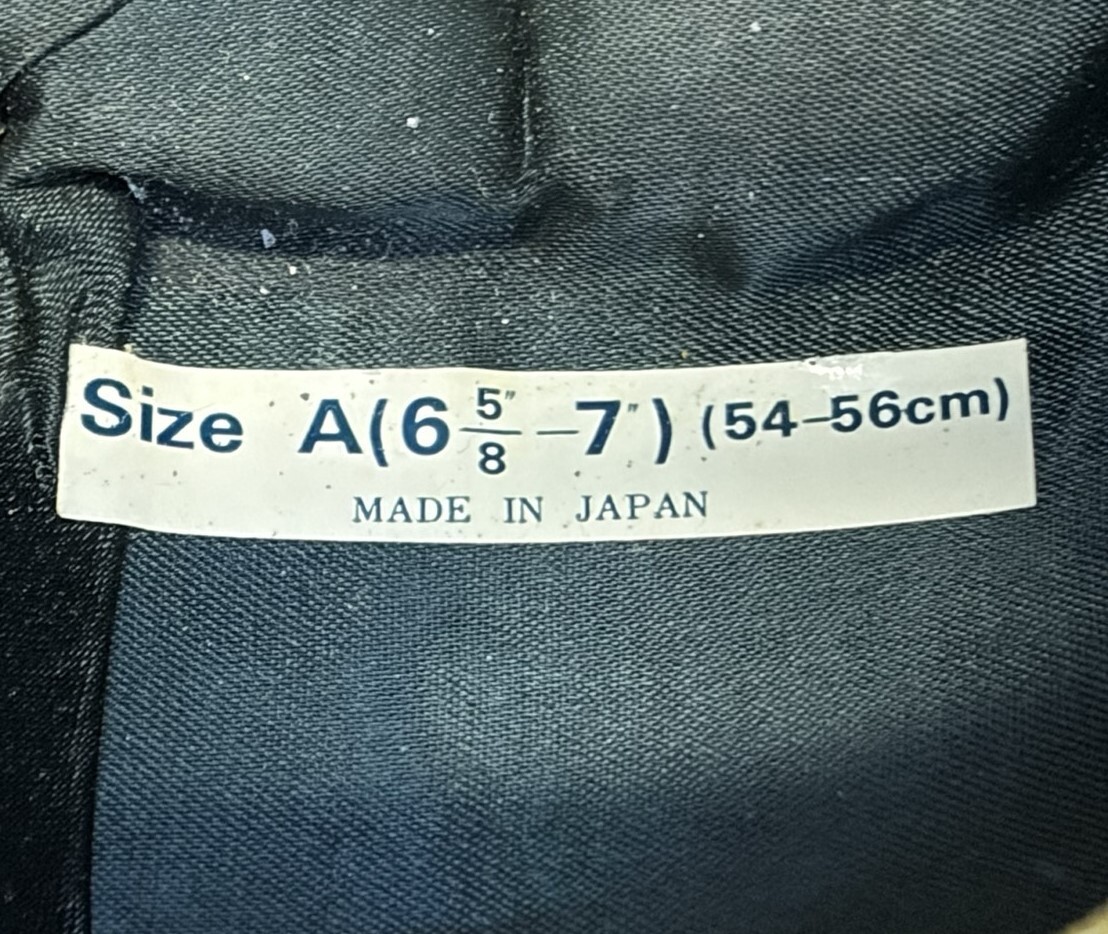 Size A(6 5/8"–7") (54–56cm)
MADE IN JAPAN